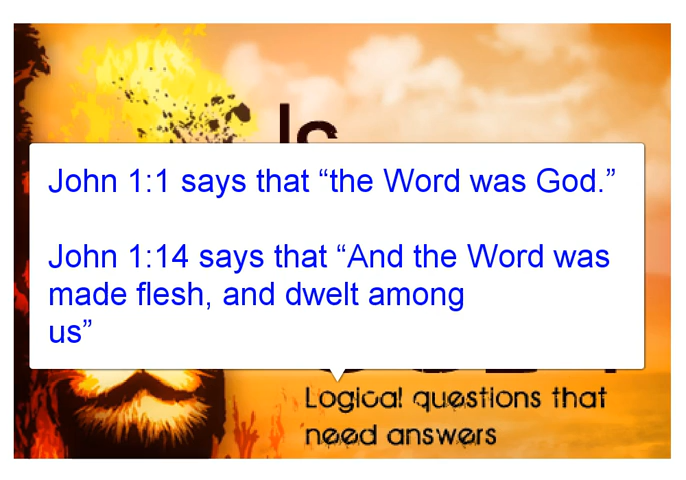 Is
John 1:1 says that “the Word was God.”
John 1:14 says that “And the Word was
made flesh, and dwelt among
us”
Logical questions that
need answers